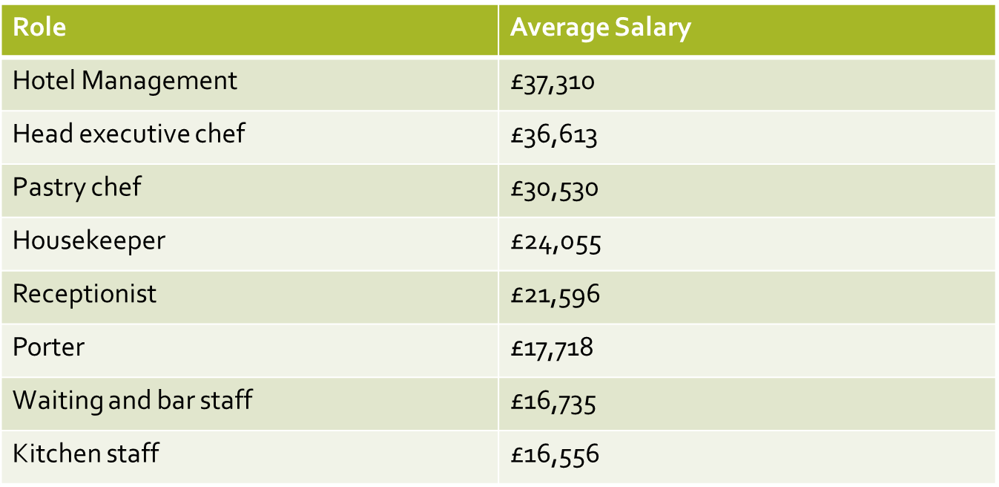 Role Average Salary
Hotel Management £37,310
Head executive chef £36,613
Pastry chef £30,530
Housekeeper £24,055
Receptionist £21,596
Porter £17,718
Waiting and bar staff £16,735
Kitchen staff £16,556